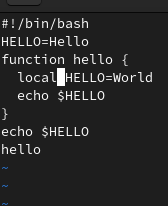 #!/bin/bash
HELLO=Hello
function hello {
  local HELLO=World
  echo $HELLO
}
echo $HELLO
hello
~
~
~